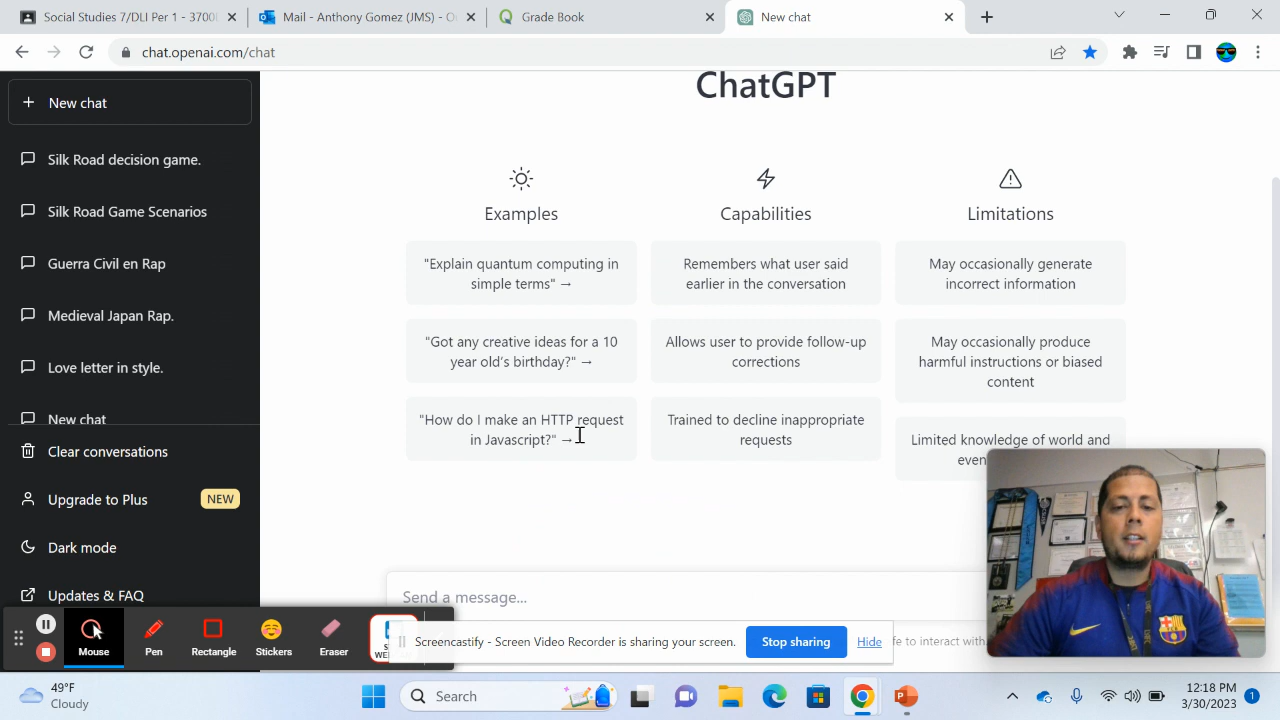 Social Studies 7/DLI Per 1 - 3700
Mail - Anthony Gomez (JMS) - O
Grade Book
New chat
chat.openai.com/chat
New chat
Silk Road decision game.
Silk Road Game Scenarios
Guerra Civil en Rap
Medieval Japan Rap.
Love letter in style.
New chat
Clear conversations
Upgrade to Plus NEW
Dark mode
Updates & FAQ
ChatGPT
Examples
"Explain quantum computing in
simple terms" →
"Got any creative ideas for a 10
year old's birthday?" →
"How do I make an HTTP request
in Javascript?" →
Capabilities
Remembers what user said
earlier in the conversation
Allows user to provide follow-up
corrections
Trained to decline inappropriate
requests
Limitations
May occasionally generate
incorrect information
May occasionally produce
harmful instructions or biased
content
Limited knowledge of world and
Send a message...
Mouse
Pen
Rectangle
Stickers
Eraser
Screencastify - Screen Video Recorder is sharing your screen.
Stop sharing
Hide
fe to interact with.
49°F
Cloudy
Search
12:18 PM
3/30/2023
1